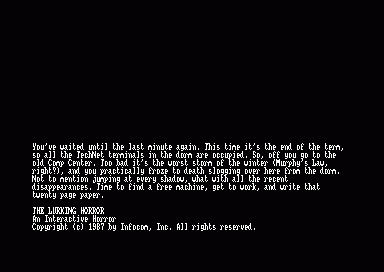 You've waited until the last minute again. This time it's the end of the term,
so all the TechNet terminals in the dorm are occupied. So, off you go to the
old Comp Center. Too bad it's the worst storm of the winter (Murphy's Law,
right?), and you practically froze to death slogging over here from the dorm.
Not to mention jumping at every shadow, what with all the recent
disappearances. Time to find a free machine, get to work, and write that
twenty page paper.
THE LURKING HORROR
An Interactive Horror
Copyright (c) 1987 by Infocom, Inc. All rights reserved.